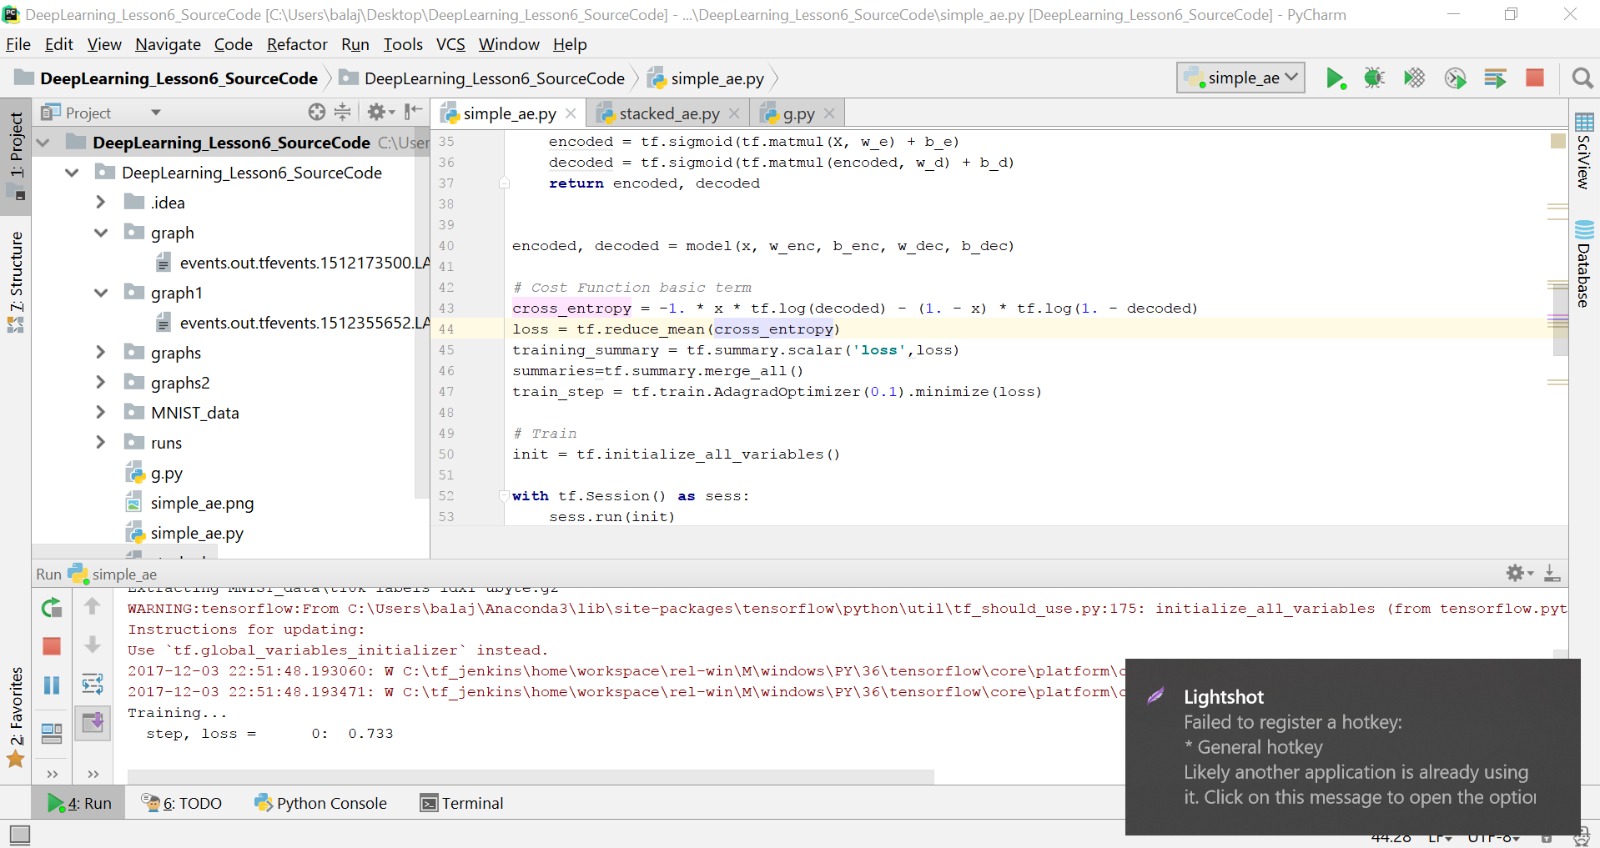 DeepLearning_Lesson6_SourceCode [C:\Users\balaj\Desktop\DeepLearning_Lesson6_SourceCode] - ...\DeepLearning_Lesson6_SourceCode\simple_ae.py [DeepLearning_Lesson6_SourceCode] - PyCharm
File Edit View Navigate Code Refactor Run Tools VCS Window Help
DeepLearning_Lesson6_SourceCode DeepLearning_Lesson6_SourceCode simple_ae.py simple_ae
Project simple_ae.py stacked_ae.py g.py
1: Project
7: Structure
2: Favorites
DeepLearning_Lesson6_SourceCode C:\User
DeepLearning_Lesson6_SourceCode
.idea
graph
events.out.tfevents.1512173500.LA
graph1
events.out.tfevents.1512355652.LA
graphs
graphs2
MNIST_data
runs
g.py
simple_ae.png
simple_ae.py
35 encoded = tf.sigmoid(tf.matmul(X, w_e) + b_e)
36 decoded = tf.sigmoid(tf.matmul(encoded, w_d) + b_d)
37 return encoded, decoded
38
39
40 encoded, decoded = model(x, w_enc, b_enc, w_dec, b_dec)
41
42 # Cost Function basic term
43 cross_entropy = -1. * x * tf.log(decoded) - (1. - x) * tf.log(1. - decoded)
44 loss = tf.reduce_mean(cross_entropy)
45 training_summary = tf.summary.scalar('loss',loss)
46 summaries=tf.summary.merge_all()
47 train_step = tf.train.AdagradOptimizer(0.1).minimize(loss)
48
49 # Train
50 init = tf.initialize_all_variables()
51
52 with tf.Session() as sess:
53 sess.run(init)
SciView
Database
Run simple_ae
Extracting MNIST_data\t10k-labels-idx1-ubyte.gz
WARNING:tensorflow:From C:\Users\balaj\Anaconda3\lib\site-packages\tensorflow\python\util\tf_should_use.py:175: initialize_all_variables (from tensorflow.pyt
Instructions for updating:
Use `tf.global_variables_initializer` instead.
2017-12-03 22:51:48.193060: W C:\tf_jenkins\home\workspace\rel-win\M\windows\PY\36\tensorflow\core\platform\c
2017-12-03 22:51:48.193471: W C:\tf_jenkins\home\workspace\rel-win\M\windows\PY\36\tensorflow\core\platform\c
Training...
step, loss = 0: 0.733
Lightshot
Failed to register a hotkey:
* General hotkey
Likely another application is already using
it. Click on this message to open the option
4: Run 6: TODO Python Console Terminal
44:28 LF UTF-8